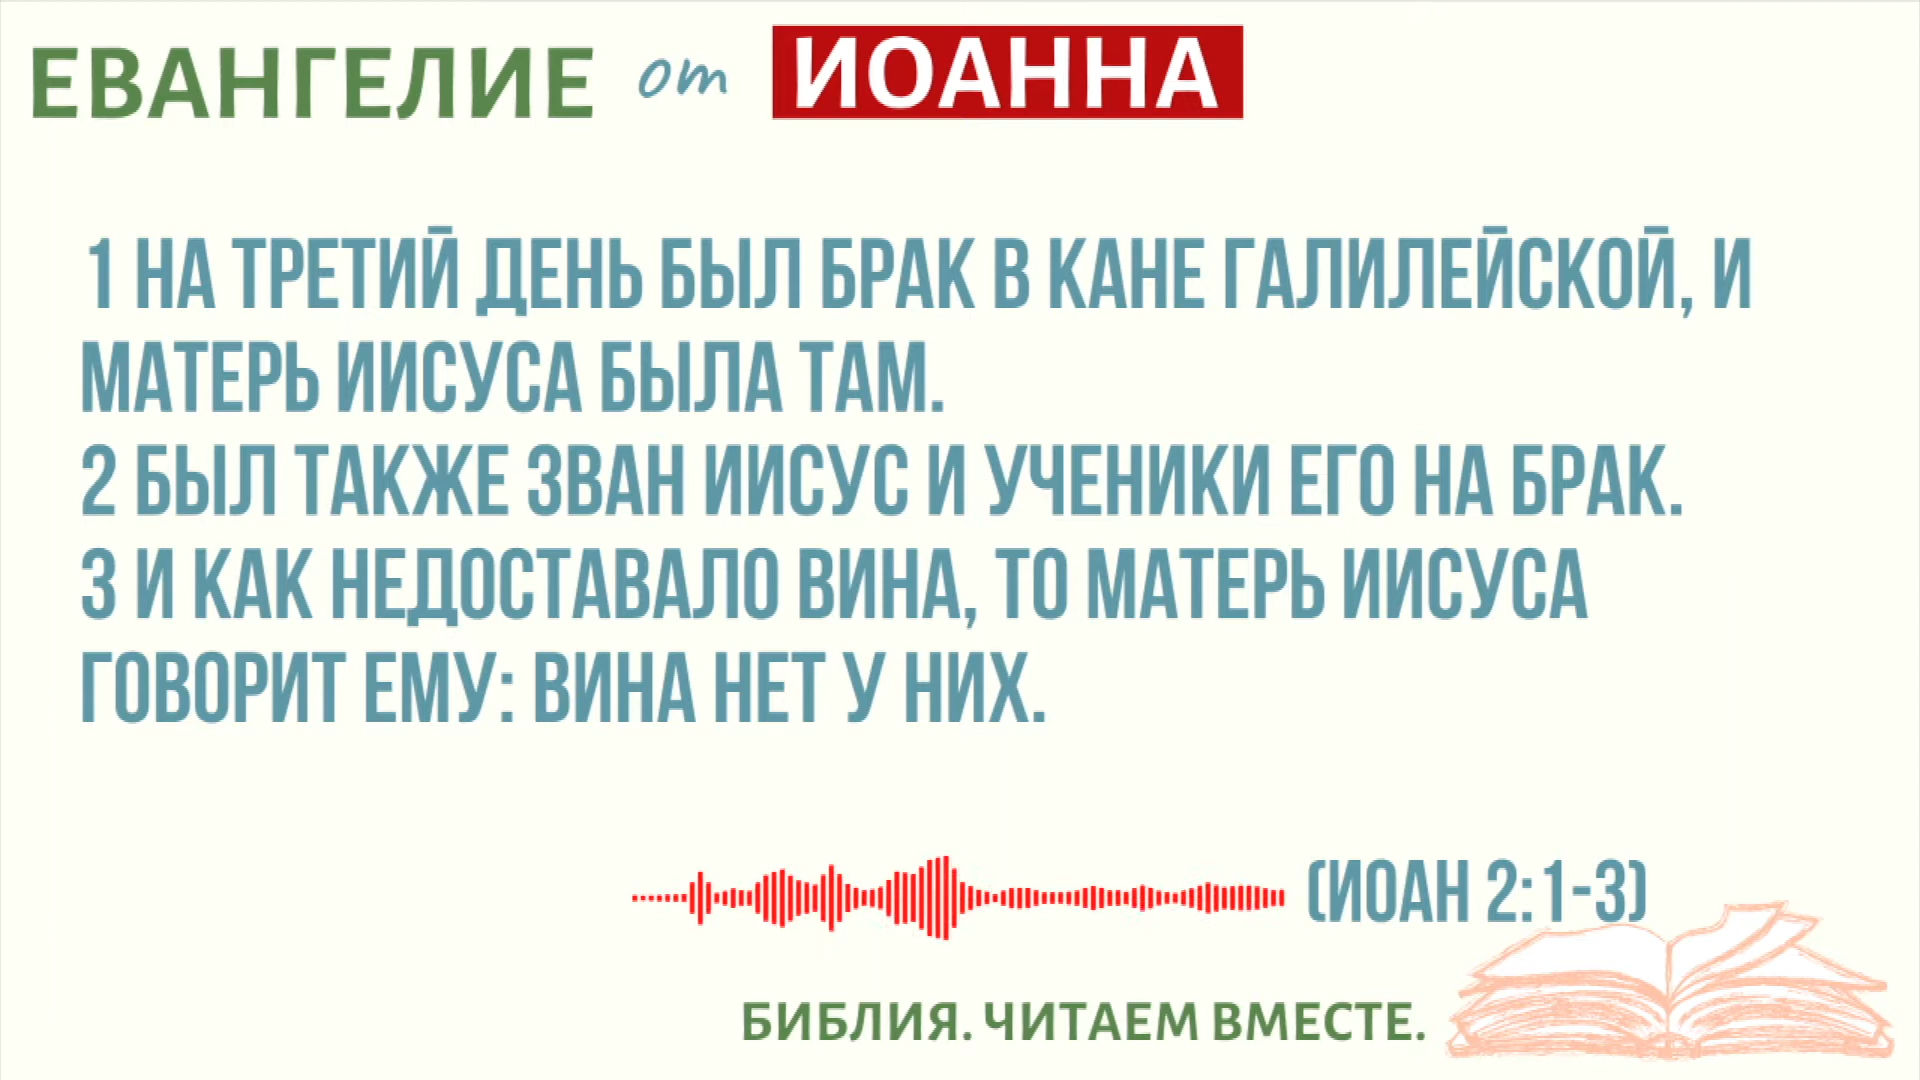 ЕВАНГЕЛИЕ от ИОАННА
1 НА ТРЕТИЙ ДЕНЬ БЫЛ БРАК В КАНЕ ГАЛИЛЕЙСКОЙ, И
МАТЕРЬ ИИСУСА БЫЛА ТАМ.
2 БЫЛ ТАКЖЕ ЗВАН ИИСУС И УЧЕНИКИ ЕГО НА БРАК.
3 И КАК НЕДОСТАВАЛО ВИНА, ТО МАТЕРЬ ИИСУСА
ГОВОРИТ ЕМУ: ВИНА НЕТ У НИХ.
(ИОАН 2:1-3)
БИБЛИЯ. ЧИТАЕМ ВМЕСТЕ.